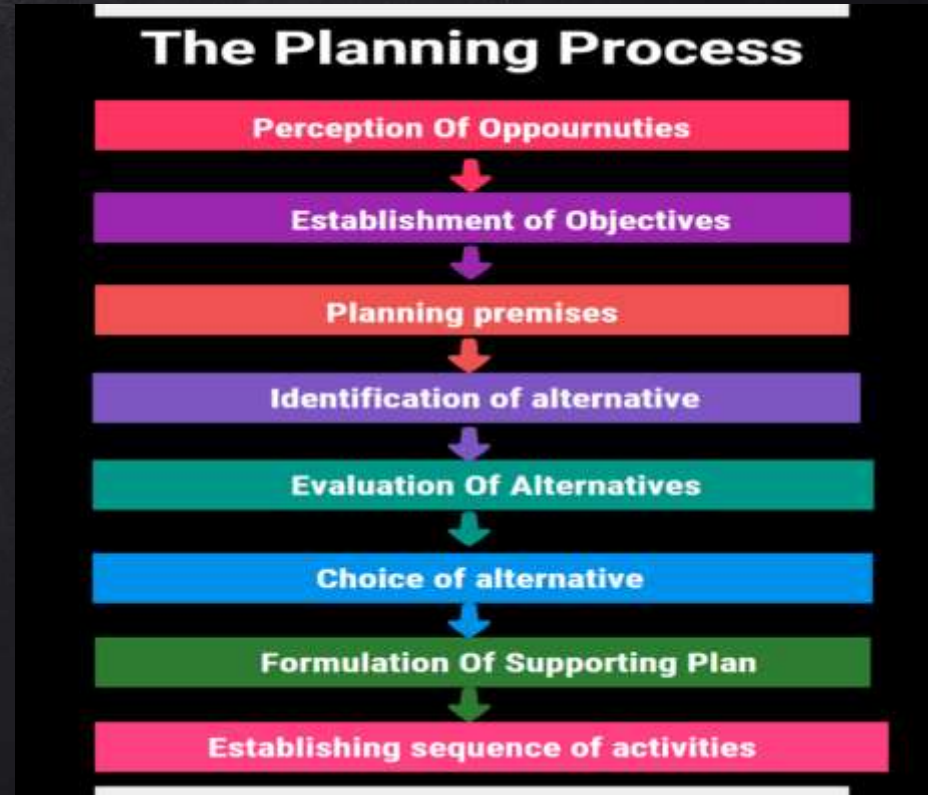 The Planning Process
Perception Of Oppournuties
Establishment of Objectives
Planning premises
Identification of alternative
Evaluation Of Alternatives
Choice of alternative
Formulation Of Supporting Plan
Establishing sequence of activities